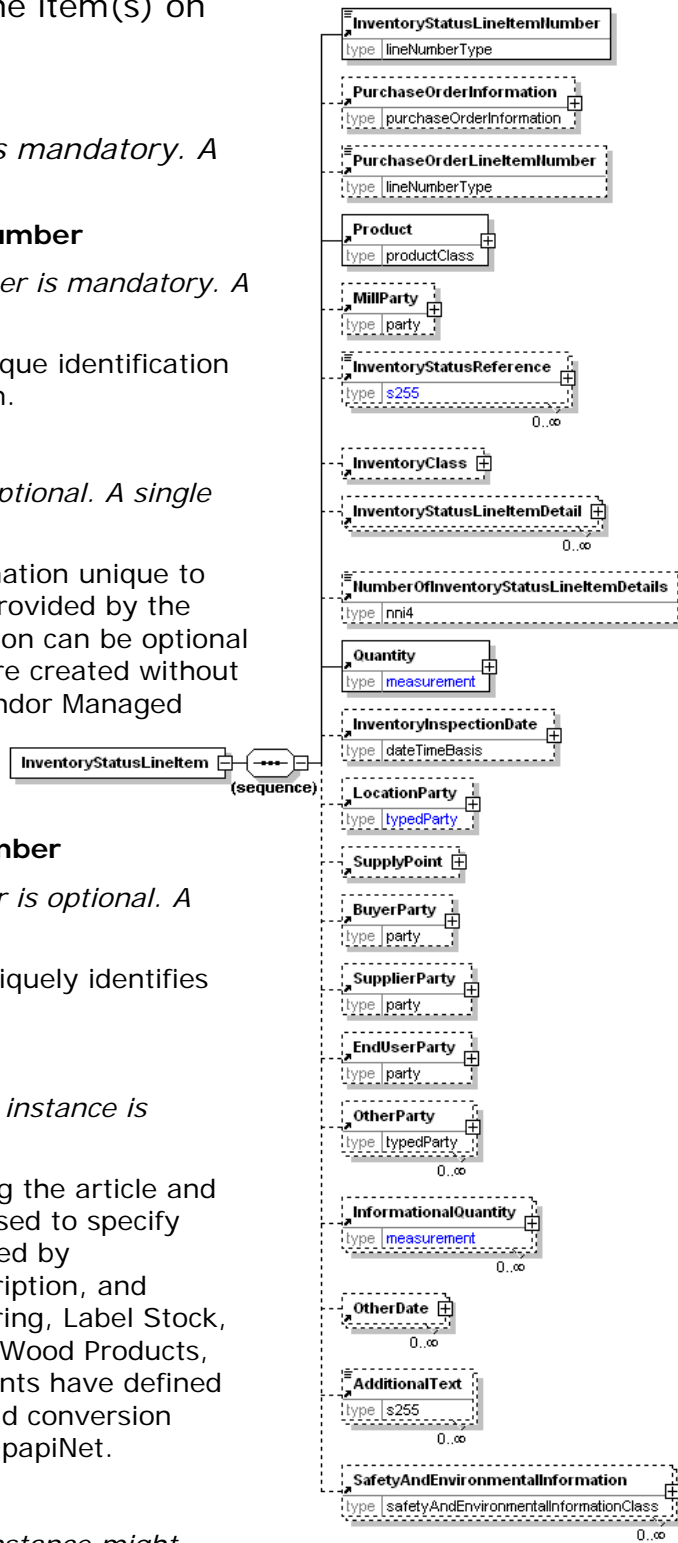 ne item(s) on
s mandatory. A
umber
er is mandatory. A
que identification
n.
ptional. A single
nation unique to
rovided by the
on can be optional
re created without
ndor Managed
mber
r is optional. A
iquely identifies
instance is
g the article and
sed to specify
ed by
ription, and
ring, Label Stock,
Wood Products,
nts have defined
d conversion
papiNet.
nstance might
InventoryStatusLineItem
(sequence)
InventoryStatusLineItemNumber
type lineNumberType
PurchaseOrderInformation
type purchaseOrderInformation
PurchaseOrderLineItemNumber
type lineNumberType
Product
type productClass
MillParty
type party
InventoryStatusReference
type s255
0..∞
InventoryClass
InventoryStatusLineItemDetail
0..∞
NumberOfInventoryStatusLineItemDetails
type nni4
Quantity
type measurement
InventoryInspectionDate
type dateTimeBasis
LocationParty
type typedParty
SupplyPoint
BuyerParty
type party
SupplierParty
type party
EndUserParty
type party
OtherParty
type typedParty
0..∞
InformationalQuantity
type measurement
0..∞
OtherDate
0..∞
AdditionalText
type s255
0..∞
SafetyAndEnvironmentalInformation
type safetyAndEnvironmentalInformationClass
0..∞